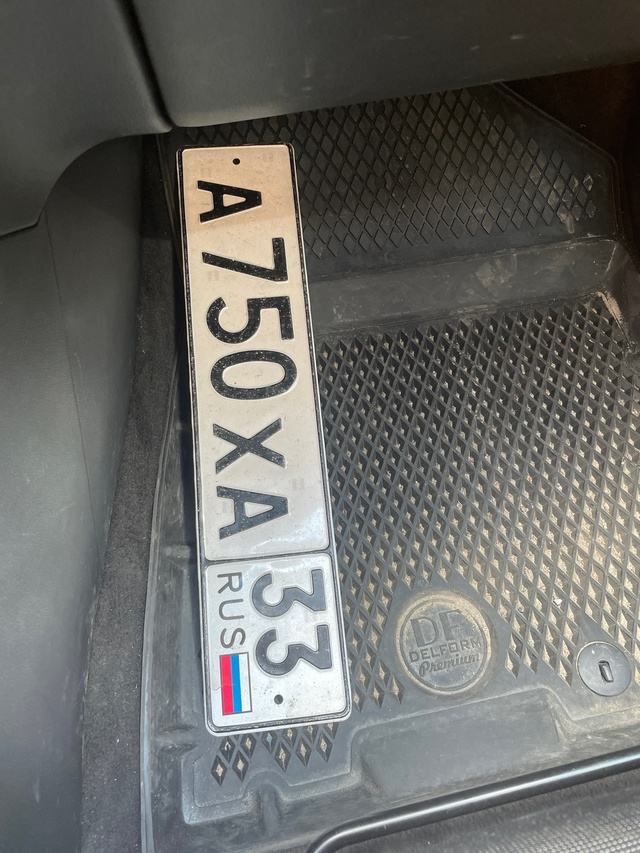 А750ХА
33
RUS
DF
DELFORM
Premium